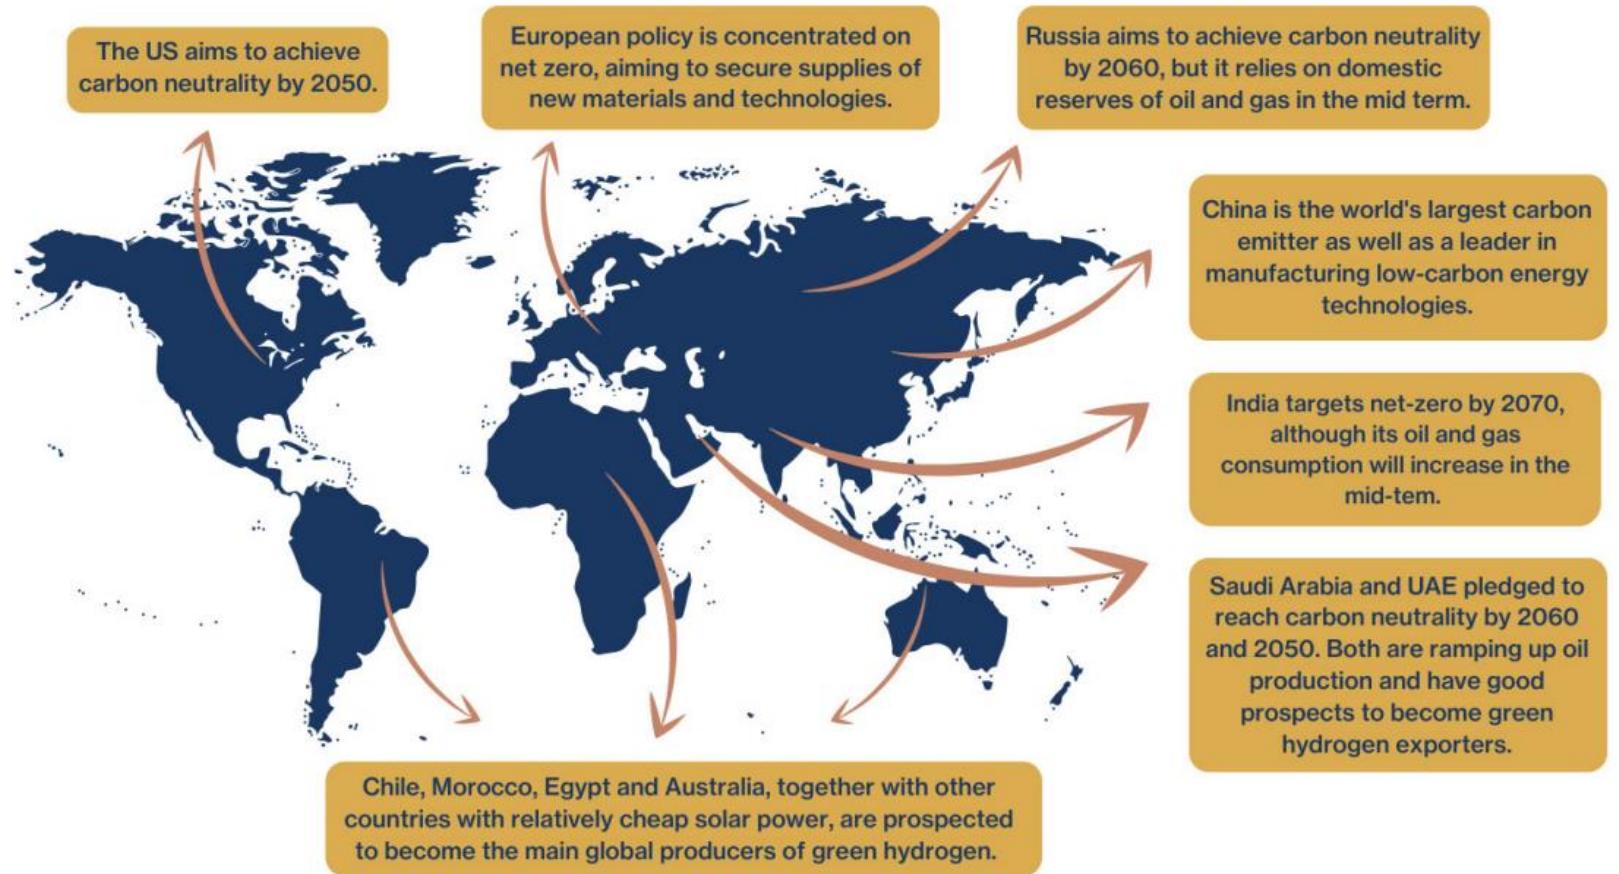 The US aims to achieve
carbon neutrality by 2050.
European policy is concentrated on
net zero, aiming to secure supplies of
new materials and technologies.
Russia aims to achieve carbon neutrality
by 2060, but it relies on domestic
reserves of oil and gas in the mid term.
China is the world's largest carbon
emitter as well as a leader in
manufacturing low-carbon energy
technologies.
India targets net-zero by 2070,
although its oil and gas
consumption will increase in the
mid-tem.
Saudi Arabia and UAE pledged to
reach carbon neutrality by 2060
and 2050. Both are ramping up oil
production and have good
prospects to become green
hydrogen exporters.
Chile, Morocco, Egypt and Australia, together with other
countries with relatively cheap solar power, are prospected
to become the main global producers of green hydrogen.